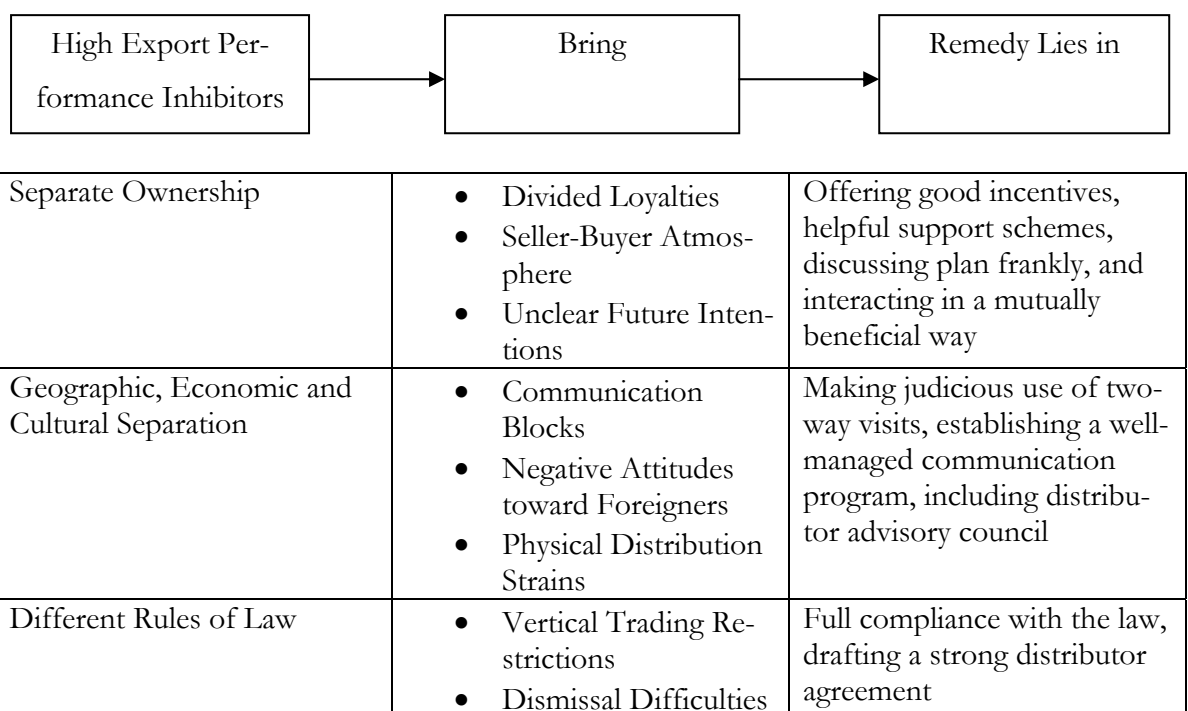 High Export Per-
formance Inhibitors
Bring
Remedy Lies in
Separate Ownership
• Divided Loyalties
• Seller-Buyer Atmos-
phere
• Unclear Future Inten-
tions
Offering good incentives,
helpful support schemes,
discussing plan frankly, and
interacting in a mutually
beneficial way
Geographic, Economic and
Cultural Separation
• Communication
Blocks
• Negative Attitudes
toward Foreigners
• Physical Distribution
Strains
Making judicious use of two-
way visits, establishing a well-
managed communication
program, including distribu-
tor advisory council
Different Rules of Law
• Vertical Trading Re-
strictions
• Dismissal Difficulties
Full compliance with the law,
drafting a strong distributor
agreement